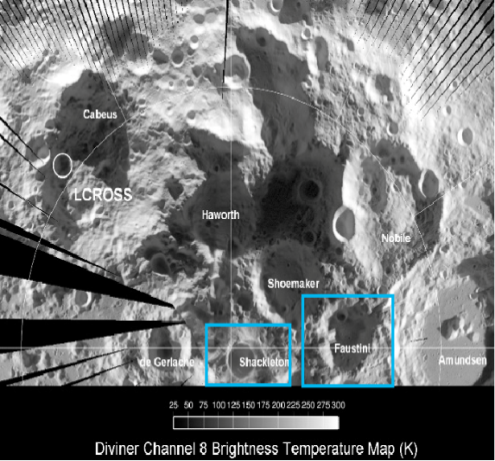 Cabeus
LCROSS
Haworth
Nobile
Shoemaker
Faustini
de Gerlache
Shackleton
Amundsen
25 50 75 100 125 150 175 200 225 250 275 300
Diviner Channel 8 Brightness Temperature Map (K)